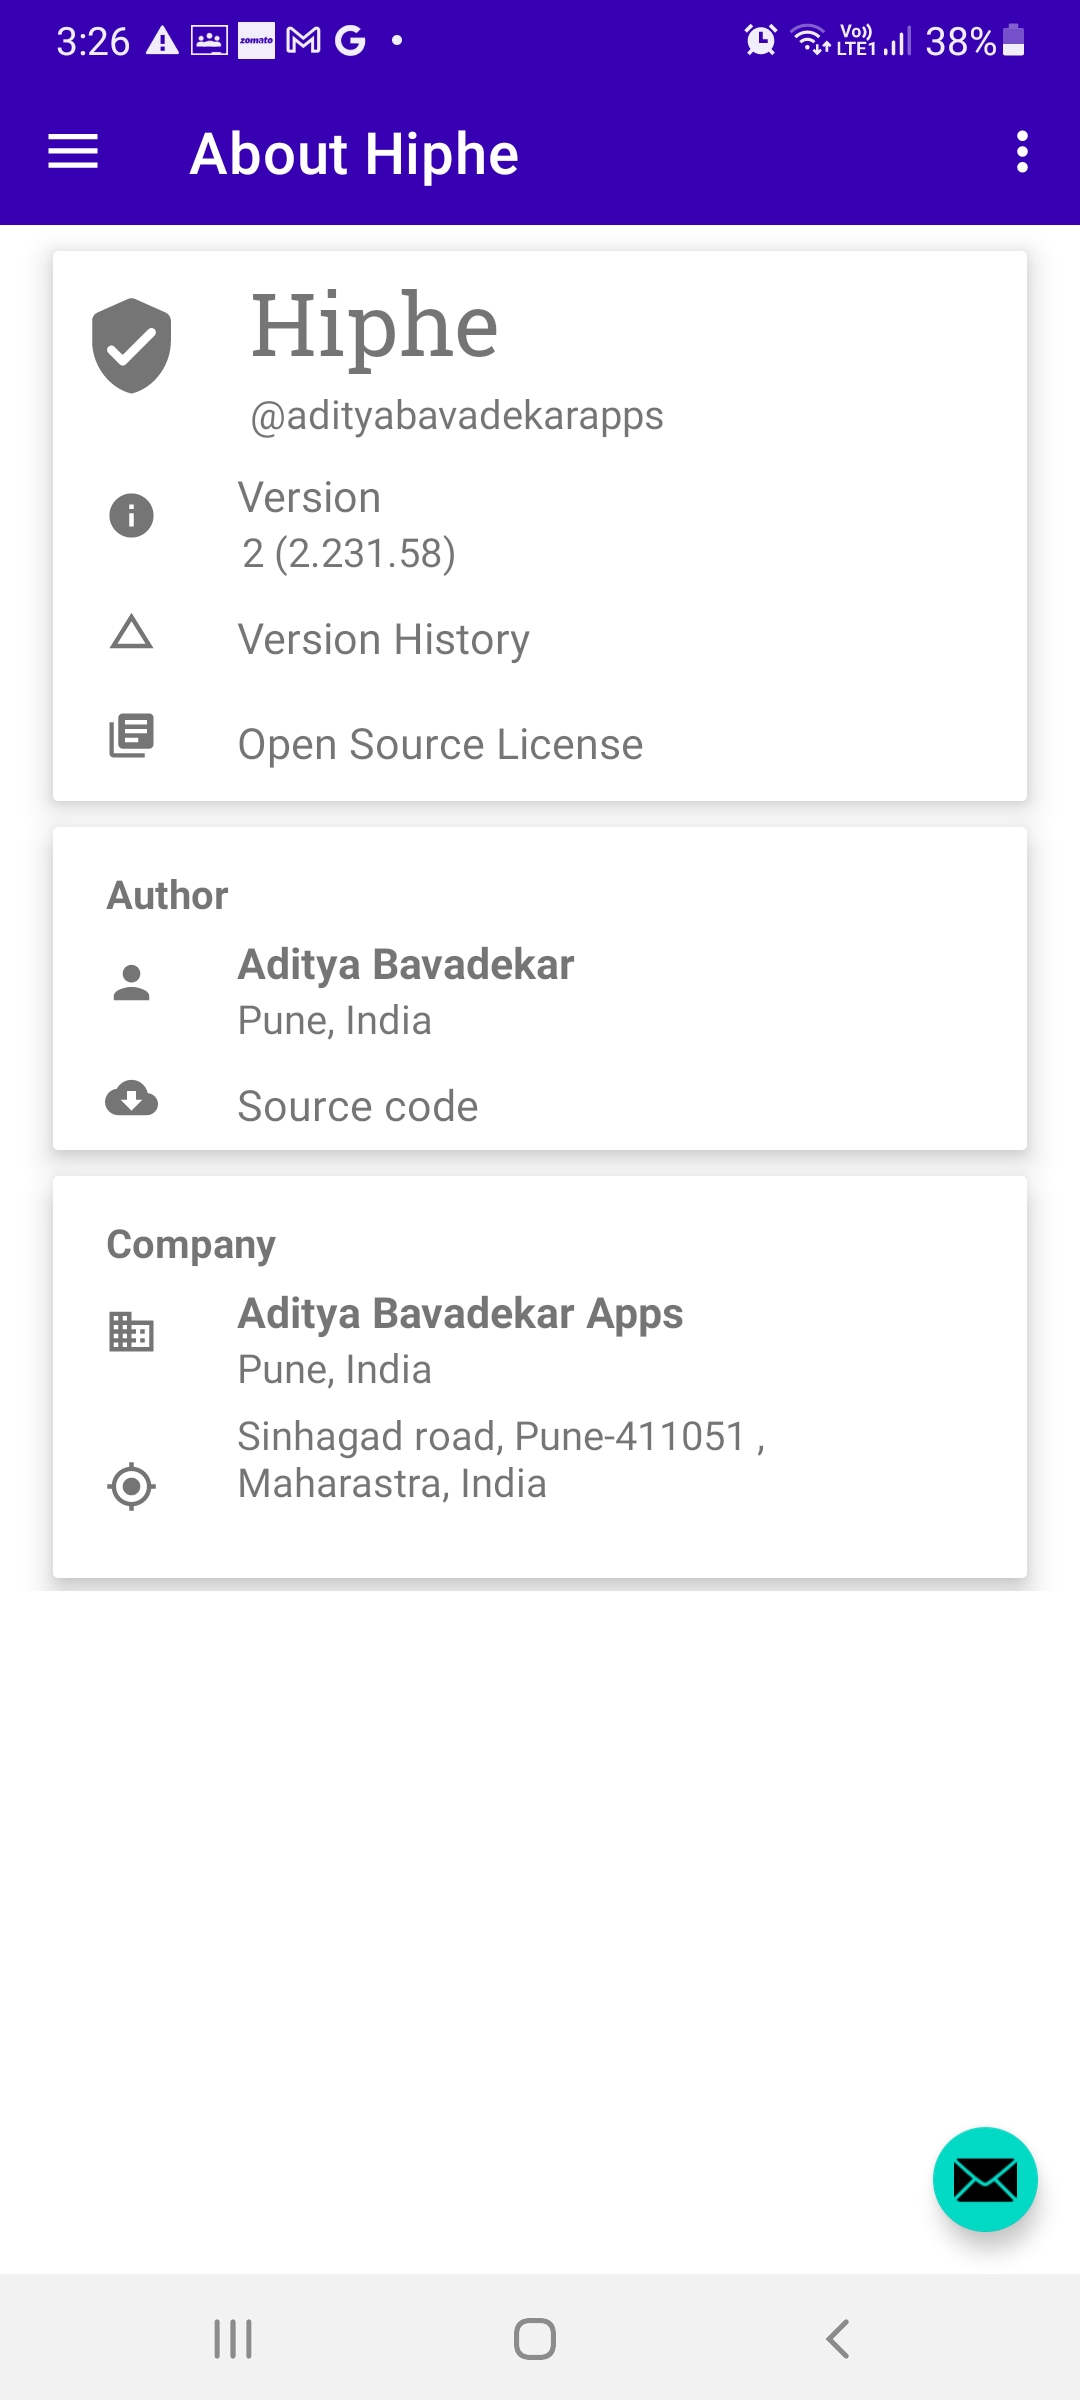 3:26 zomato Vo)) LTE1 38%
About Hiphe
Hiphe
@adityabavadekarapps
Version
2 (2.231.58)
Version History
Open Source License
Author
Aditya Bavadekar
Pune, India
Source code
Company
Aditya Bavadekar Apps
Pune, India
Sinhagad road, Pune-411051 ,
Maharastra, India